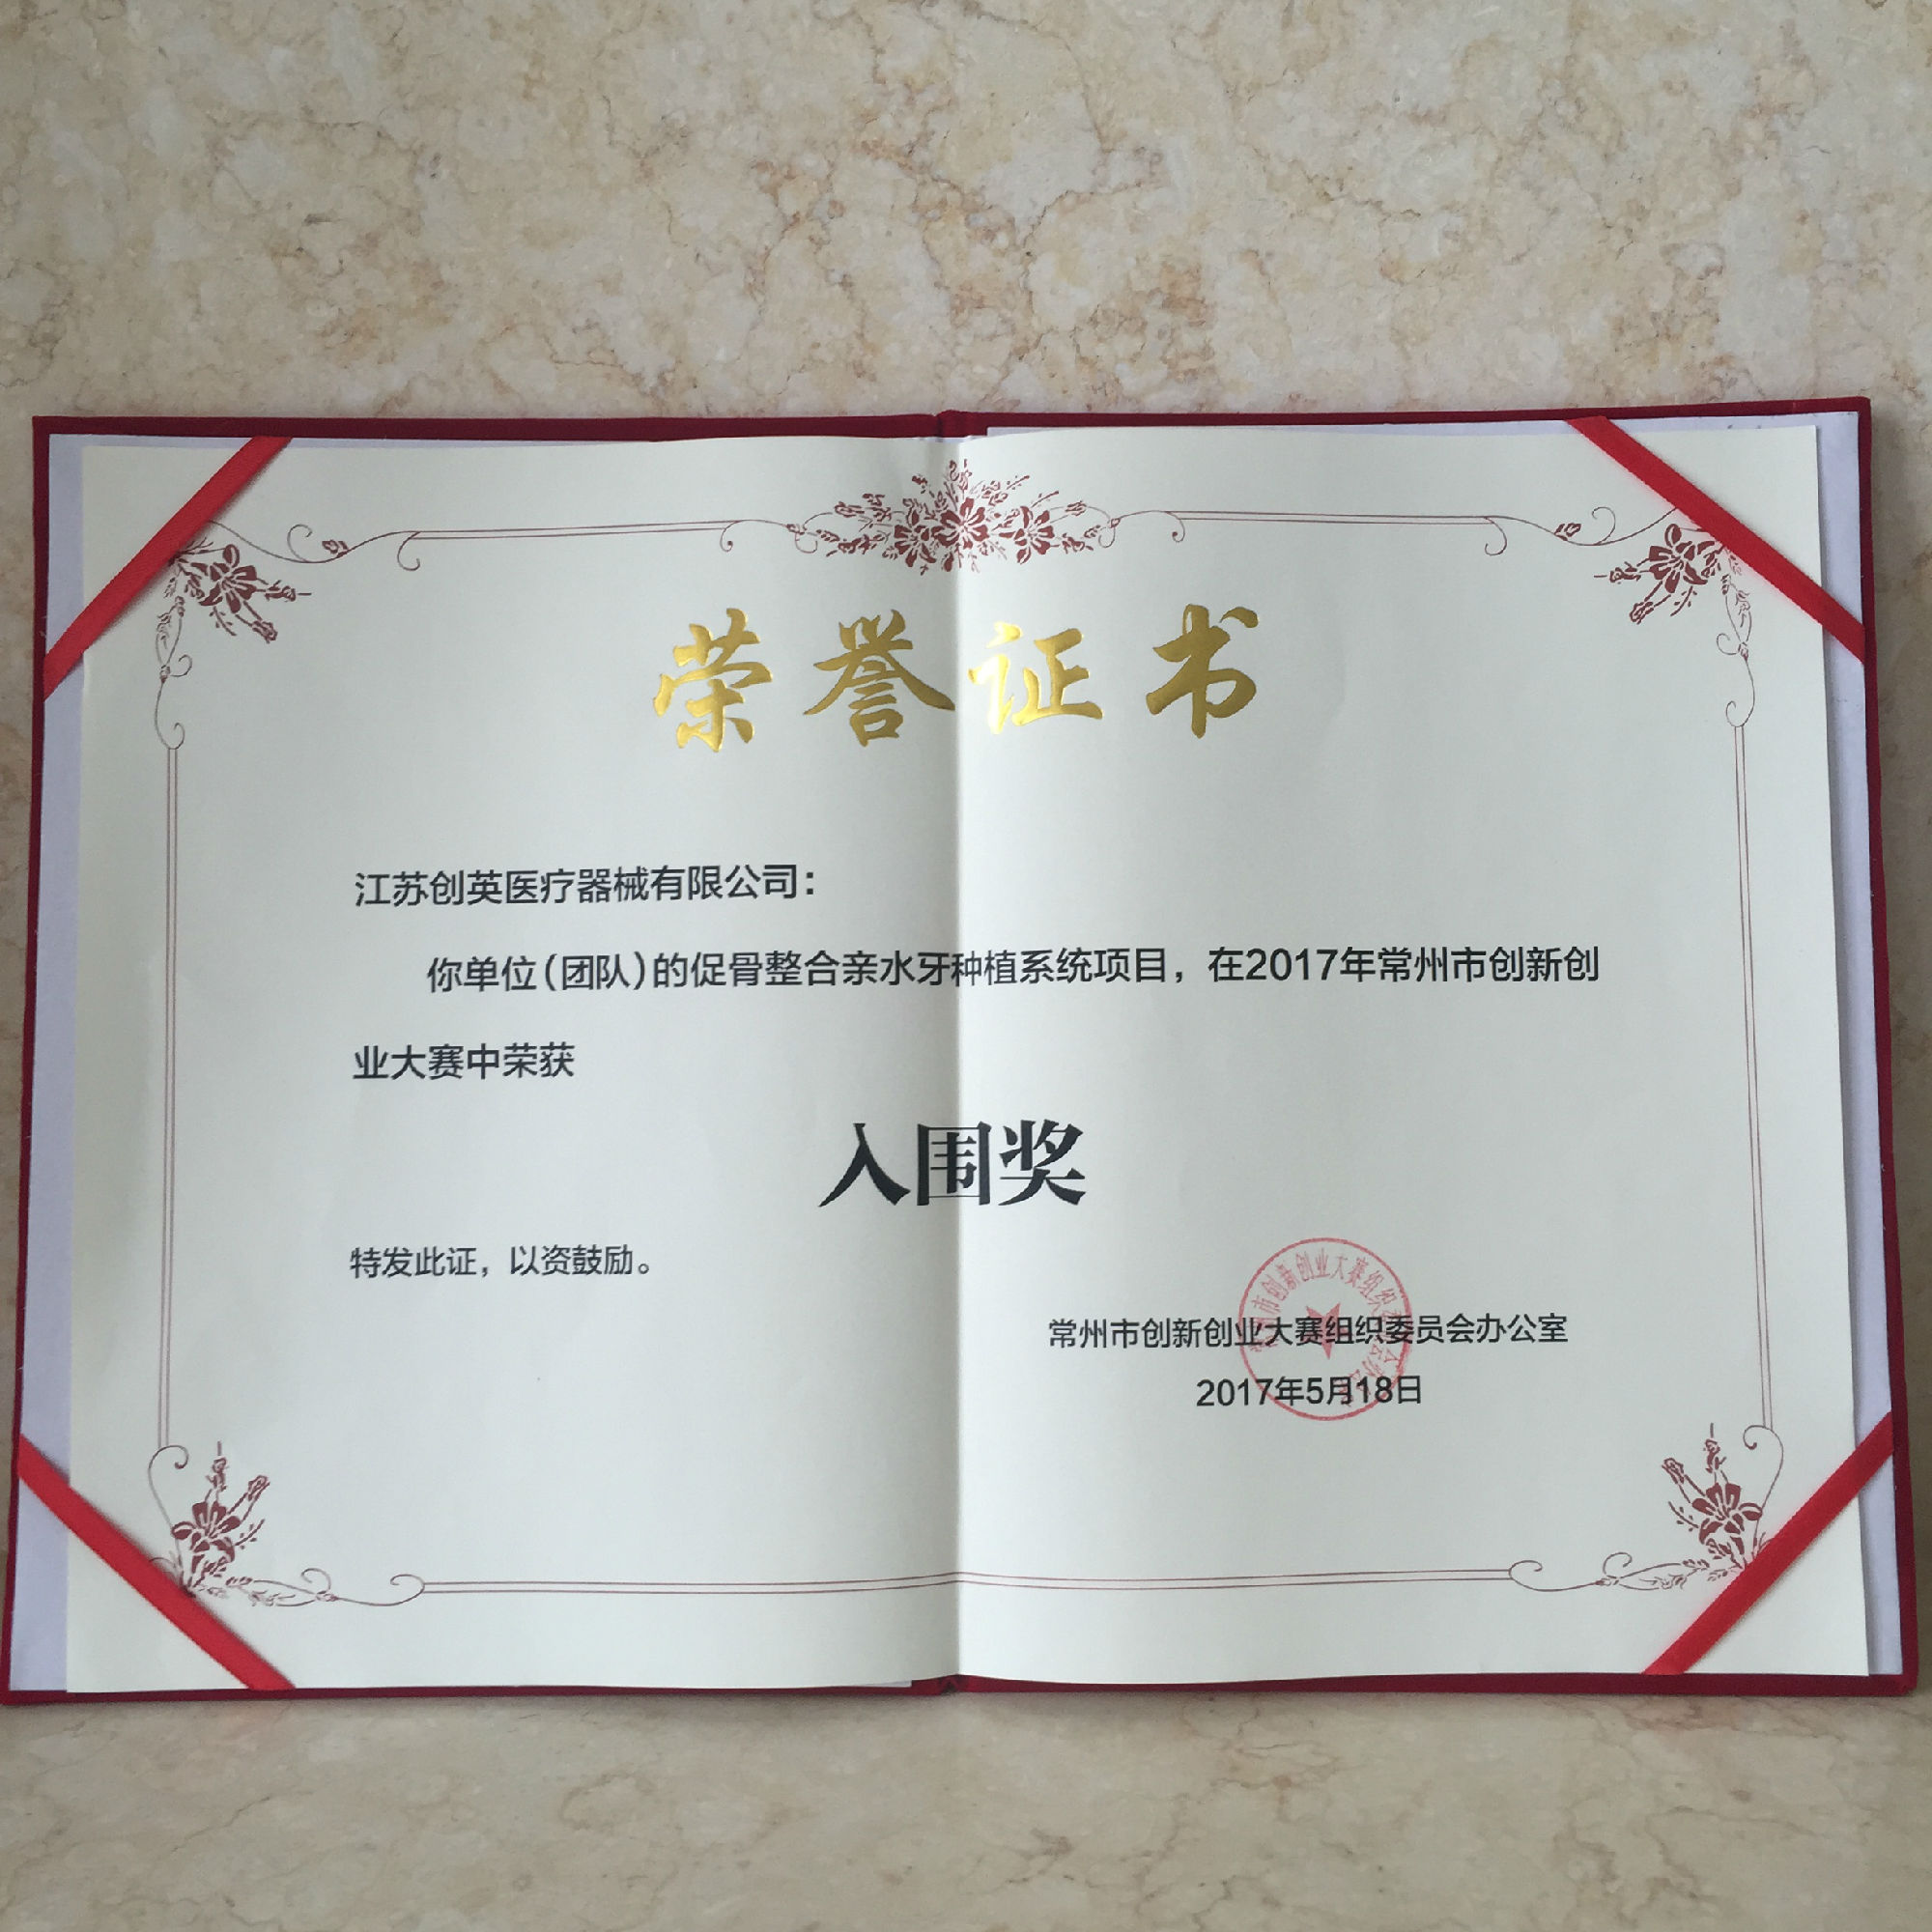 荣誉证书
江苏创英医疗器械有限公司：
你单位（团队）的促骨整合亲水牙种植系统项目，在2017年常州市创新创
业大赛中荣获
入围奖
特发此证，以资鼓励。
常州市创新创业大赛组织委员会办公室
2017年5月18日